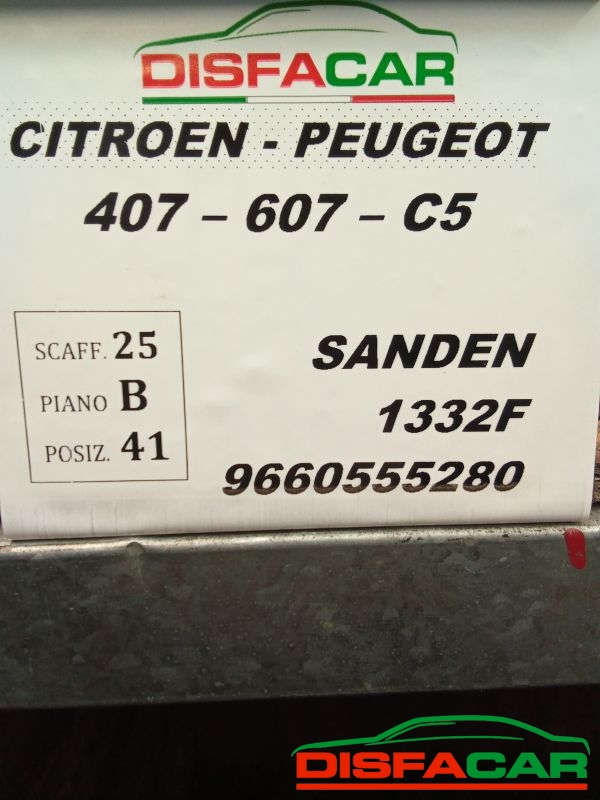 DISFACAR
CITROEN - PEUGEOT
407 – 607 – C5
SCAFF. 25
PIANO B
POSIZ. 41
SANDEN
1332F
9660555280
DISFACAR